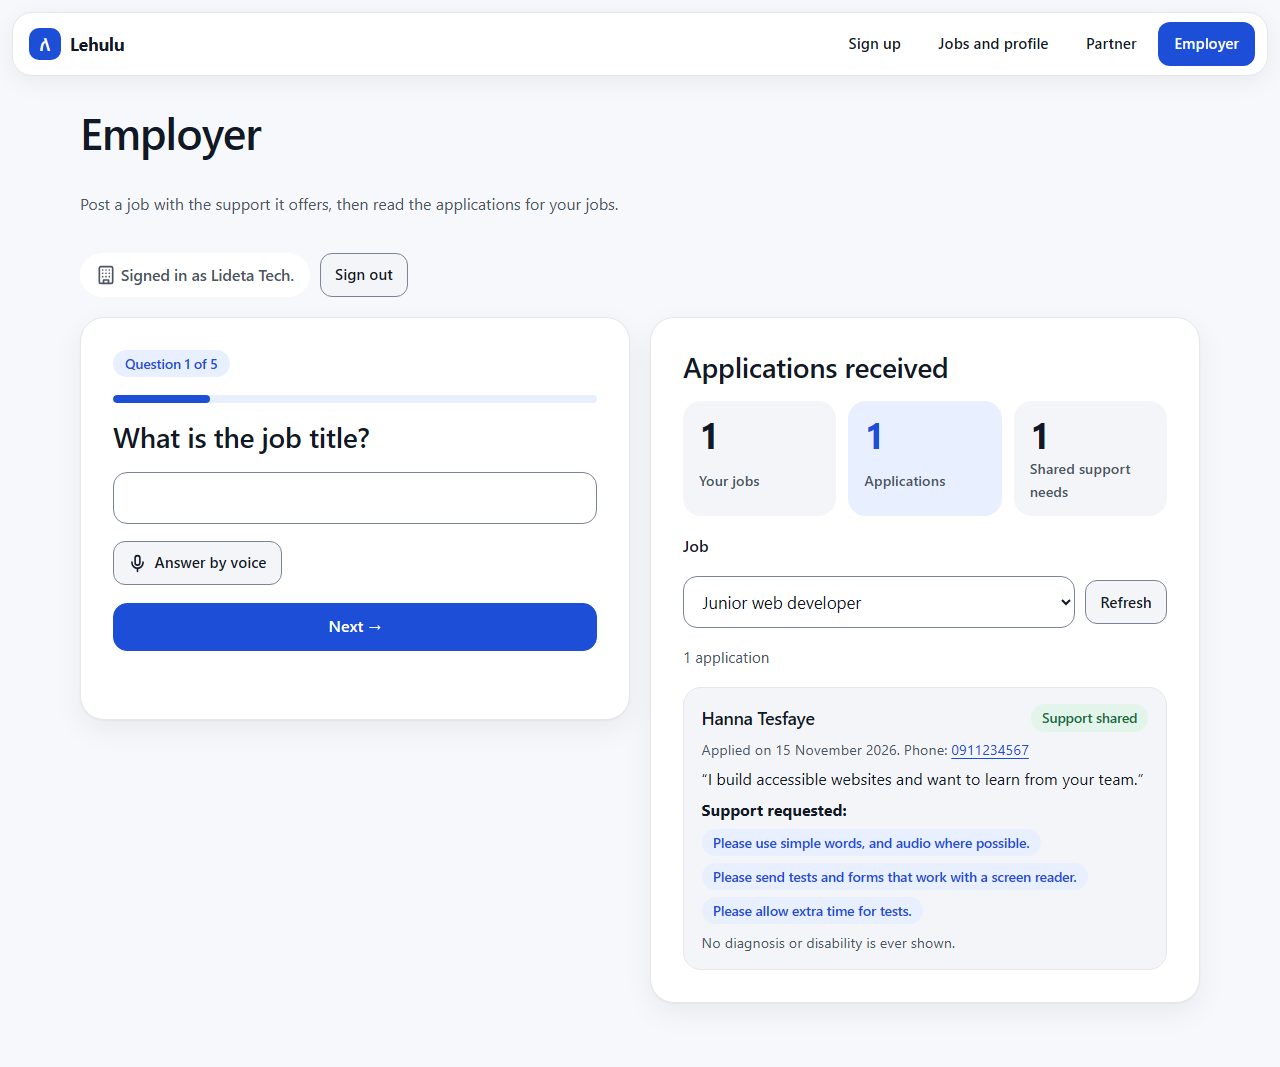 ለ Lehulu
Sign up
Jobs and profile
Partner
Employer
Employer
Post a job with the support it offers, then read the applications for your jobs.
Signed in as Lideta Tech.
Sign out
Question 1 of 5
What is the job title?
Answer by voice
Next →
Applications received
1
Your jobs
1
Applications
1
Shared support
needs
Job
Junior web developer
Refresh
1 application
Hanna Tesfaye
Support shared
Applied on 15 November 2026. Phone: 0911234567
“I build accessible websites and want to learn from your team.”
Support requested:
Please use simple words, and audio where possible.
Please send tests and forms that work with a screen reader.
Please allow extra time for tests.
No diagnosis or disability is ever shown.